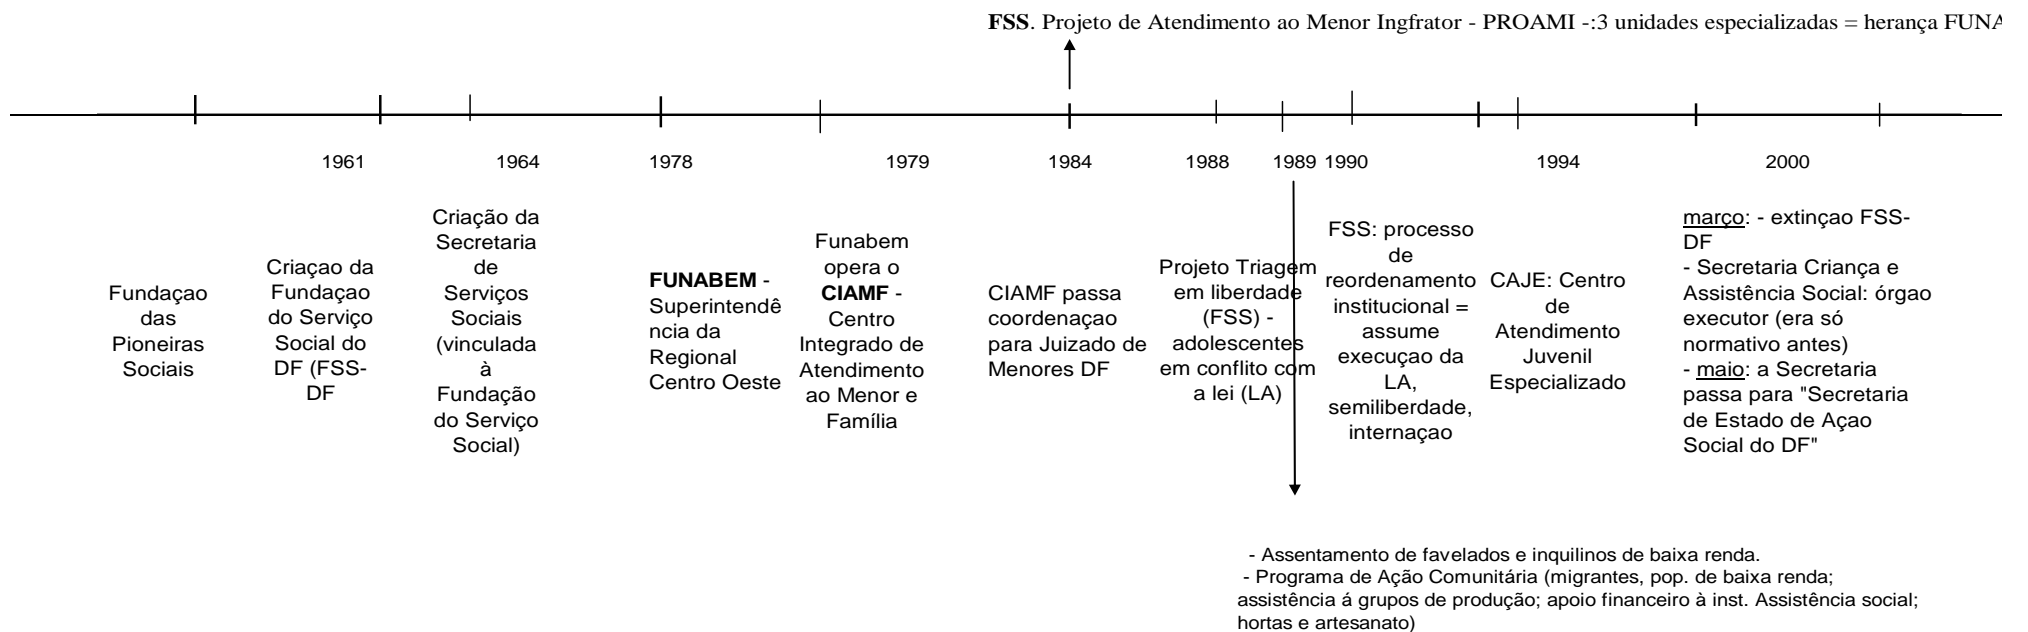 FSS. Projeto de Atendimento ao Menor Ingfrator - PROAMI -:3 unidades especializadas = herança FUNA
1961 1964 1978 1979 1984 1988 1989 1990 1994 2000
Fundaçao
das
Pioneiras
Sociais
Criaçao da
Fundaçao
do Serviço
Social do
DF (FSS-
DF
Criação da
Secretaria
de
Serviços
Sociais
(vinculada
à
Fundação
do Serviço
Social)
FUNABEM -
Superintendê
ncia da
Regional
Centro Oeste
Funabem
opera o
CIAMF -
Centro
Integrado de
Atendimento
ao Menor e
Família
CIAMF passa
coordenaçao
para Juizado de
Menores DF
Projeto Triagem
em liberdade
(FSS) -
adolescentes
em conflito com
a lei (LA)
FSS: processo
de
reordenamento
institucional =
assume
execuçao da
LA,
semiliberdade,
internaçao
CAJE: Centro
de
Atendimento
Juvenil
Especializado
março: - extinçao FSS-
DF
- Secretaria Criança e
Assistência Social: órgao
executor (era só
normativo antes)
- maio: a Secretaria
passa para "Secretaria
de Estado de Açao
Social do DF"
- Assentamento de favelados e inquilinos de baixa renda.
- Programa de Ação Comunitária (migrantes, pop. de baixa renda;
assistência á grupos de produção; apoio financeiro à inst. Assistência social;
hortas e artesanato)